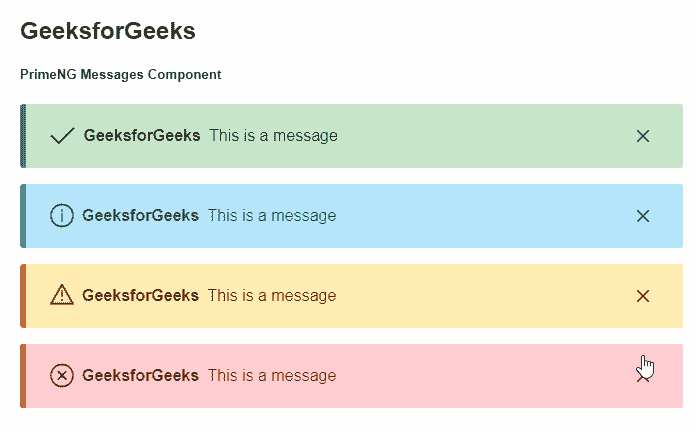 GeeksforGeeks
PrimeNG Messages Component
GeeksforGeeks This is a message
GeeksforGeeks This is a message
GeeksforGeeks This is a message
GeeksforGeeks This is a message